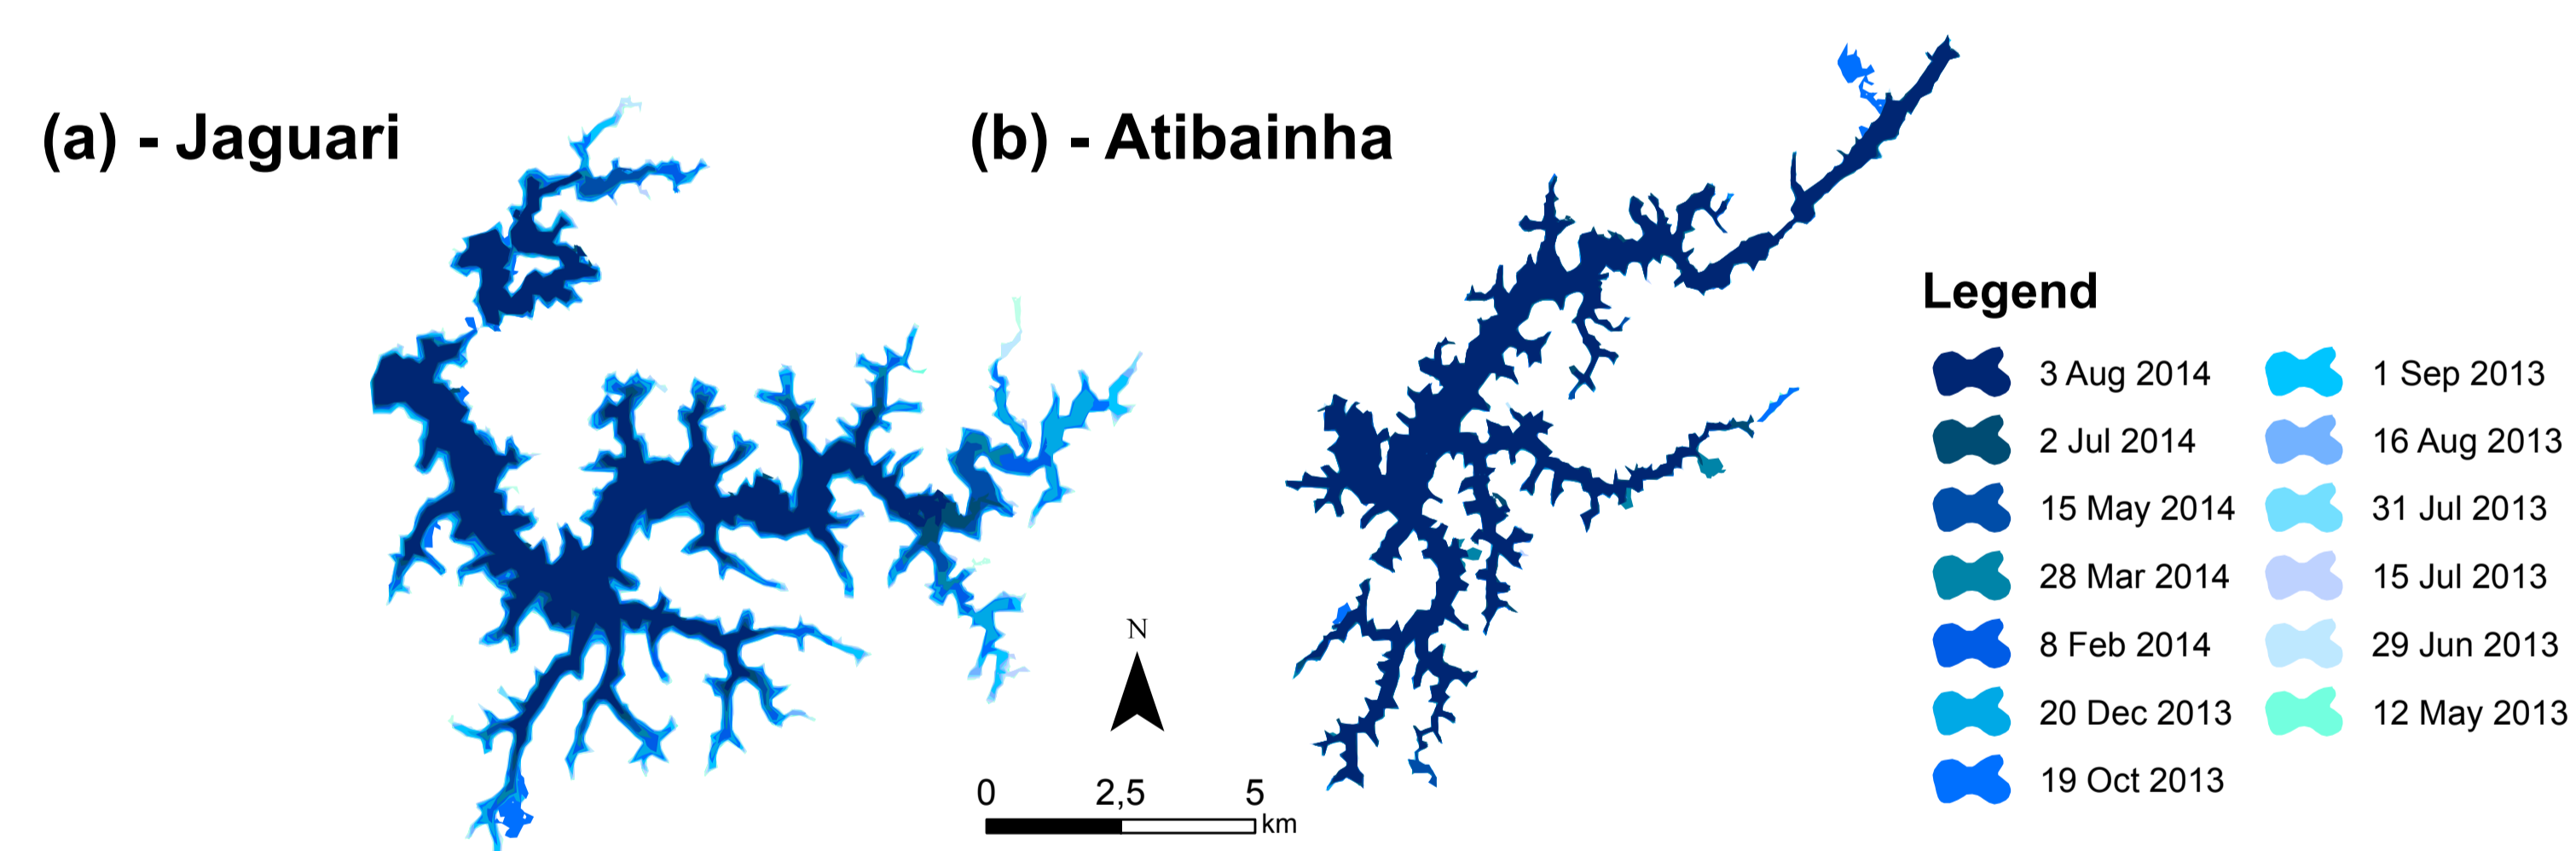 (a) - Jaguari
(b) - Atibainha
Legend
3 Aug 2014
2 Jul 2014
15 May 2014
28 Mar 2014
8 Feb 2014
20 Dec 2013
19 Oct 2013
1 Sep 2013
16 Aug 2013
31 Jul 2013
15 Jul 2013
29 Jun 2013
12 May 2013
N
0 2,5 5
km